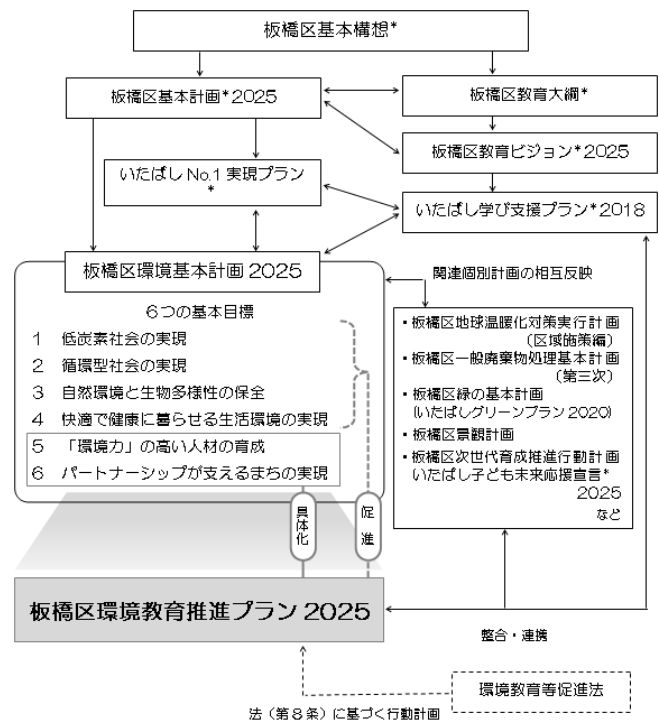 板橋区基本構想*
板橋区基本計画*2025
板橋区教育大綱*
板橋区教育ビジョン*2025
いたばし No.1 実現プラン
*
いたばし学び支援プラン*2018
板橋区環境基本計画 2025
関連個別計画の相互反映
6つの基本目標
1 低炭素社会の実現
2 循環型社会の実現
3 自然環境と生物多様性の保全
4 快適で健康に暮らせる生活環境の実現
5 「環境力」の高い人材の育成
6 パートナーシップが支えるまちの実現
・板橋区地球温暖化対策実行計画
(区域施策編)
・板橋区一般廃棄物処理基本計画
(第三次)
・板橋区緑の基本計画
(いたばしグリーンプラン 2020)
・板橋区景観計画
・板橋区次世代育成推進行動計画
いたばし子ども未来応援宣言*
2025
など
具体化
促進
板橋区環境教育推進プラン 2025
整合・連携
環境教育等促進法
法(第8条)に基づく行動計画